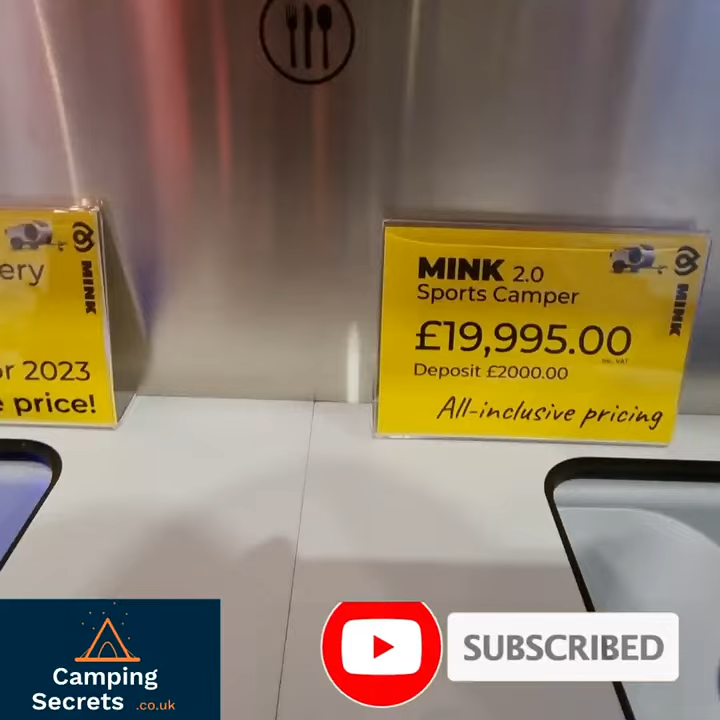 ery
MINK
r 2023
e price!
MINK 2.0
Sports Camper
£19,995.00
inc. VAT
Deposit £2000.00
All-inclusive pricing
MINK
Camping
Secrets .co.uk
SUBSCRIBED